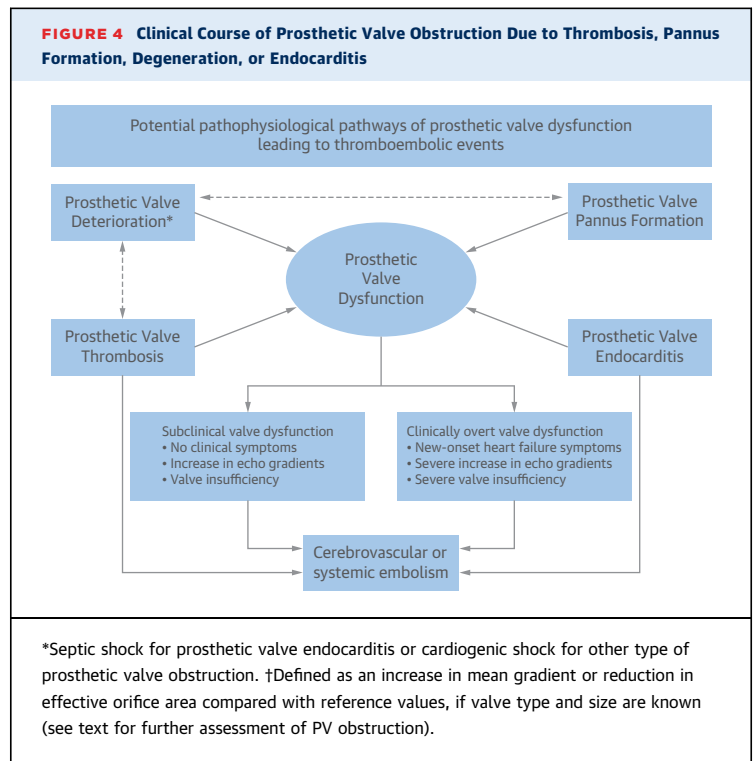 FIGURE 4 Clinical Course of Prosthetic Valve Obstruction Due to Thrombosis, Pannus
Formation, Degeneration, or Endocarditis
Potential pathophysiological pathways of prosthetic valve dysfunction
leading to thromboembolic events
Prosthetic Valve
Deterioration*
Prosthetic Valve
Pannus Formation
Prosthetic
Valve
Dysfunction
Prosthetic Valve
Thrombosis
Prosthetic Valve
Endocarditis
Subclinical valve dysfunction
• No clinical symptoms
• Increase in echo gradients
• Valve insufficiency
Clinically overt valve dysfunction
• New-onset heart failure symptoms
• Severe increase in echo gradients
• Severe valve insufficiency
Cerebrovascular or
systemic embolism
*Septic shock for prosthetic valve endocarditis or cardiogenic shock for other type of
prosthetic valve obstruction. †Defined as an increase in mean gradient or reduction in
effective orifice area compared with reference values, if valve type and size are known
(see text for further assessment of PV obstruction).